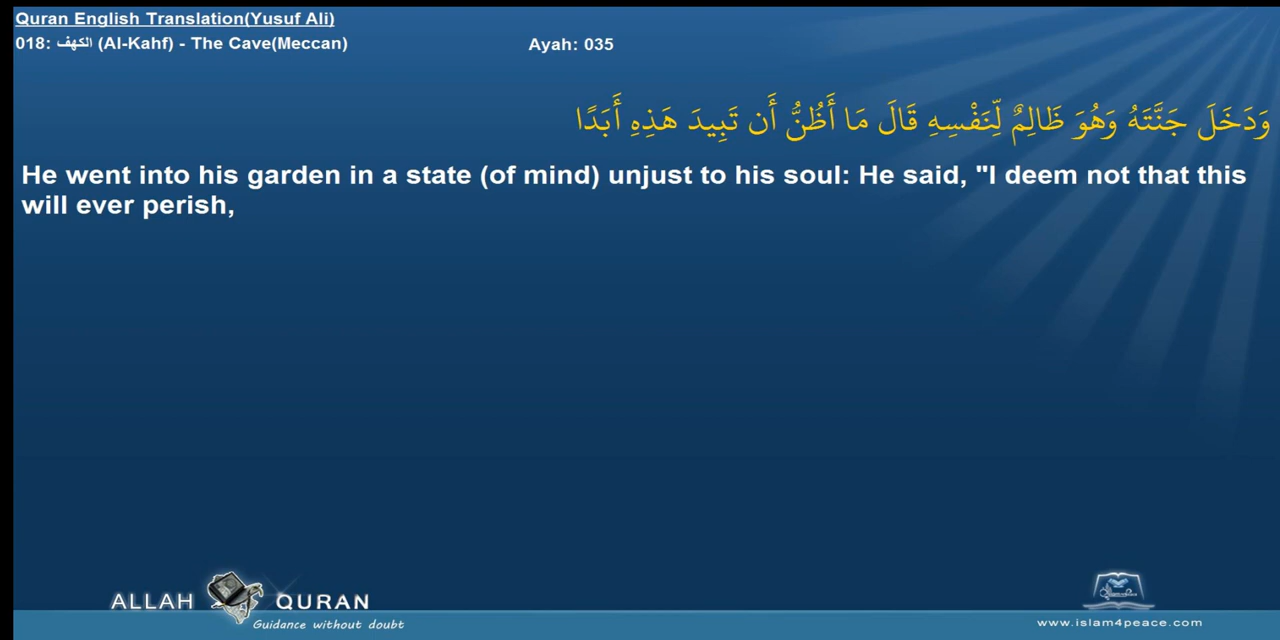 Quran English Translation(Yusuf Ali)
018: الكهف (Al-Kahf) - The Cave(Meccan) Ayah: 035
وَدَخَلَ جَنَّتَهُ وَهُوَ ظَالِمٌ لِّنَفْسِهِ قَالَ مَا أَظُنُّ أَن تَبِيدَ هَذِهِ أَبَدًا
He went into his garden in a state (of mind) unjust to his soul: He said, "I deem not that this
will ever perish,
ALLAH QURAN
Guidance without doubt
www.islam4peace.com